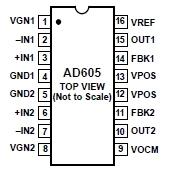 VGN1 1 16 VREF
–IN1 2 15 OUT1
+IN1 3 14 FBK1
GND1 4 AD605 13 VPOS
GND2 5 TOP VIEW (Not to Scale) 12 VPOS
+IN2 6 11 FBK2
–IN2 7 10 OUT2
VGN2 8 9 VOCM